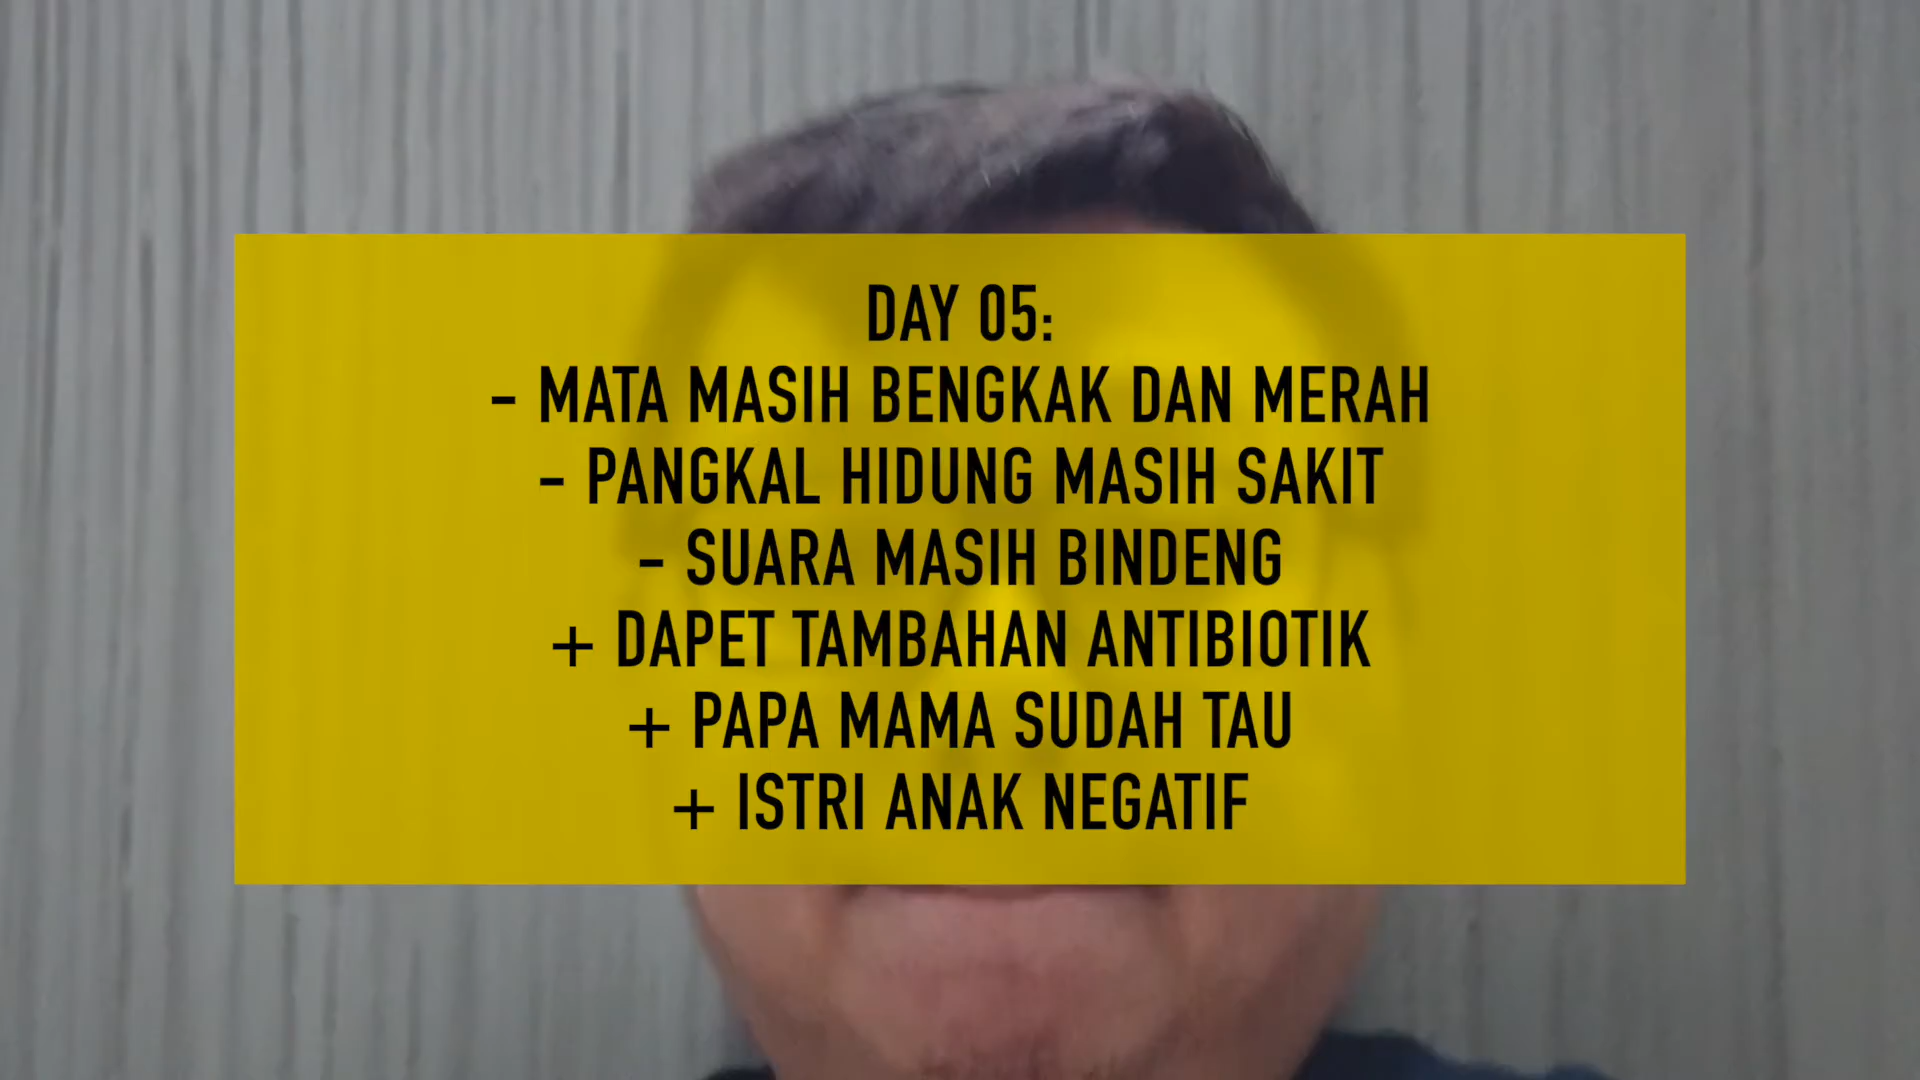 DAY 05:
- MATA MASIH BENGKAK DAN MERAH
- PANGKAL HIDUNG MASIH SAKIT
- SUARA MASIH BINDENG
+ DAPET TAMBAHAN ANTIBIOTIK
+ PAPA MAMA SUDAH TAU
+ ISTRI ANAK NEGATIF